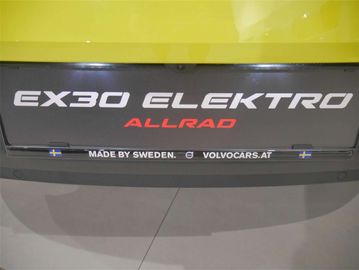 EX30 ELEKTRO
ALLRAD
MADE BY SWEDEN. VOLVOCARS.AT